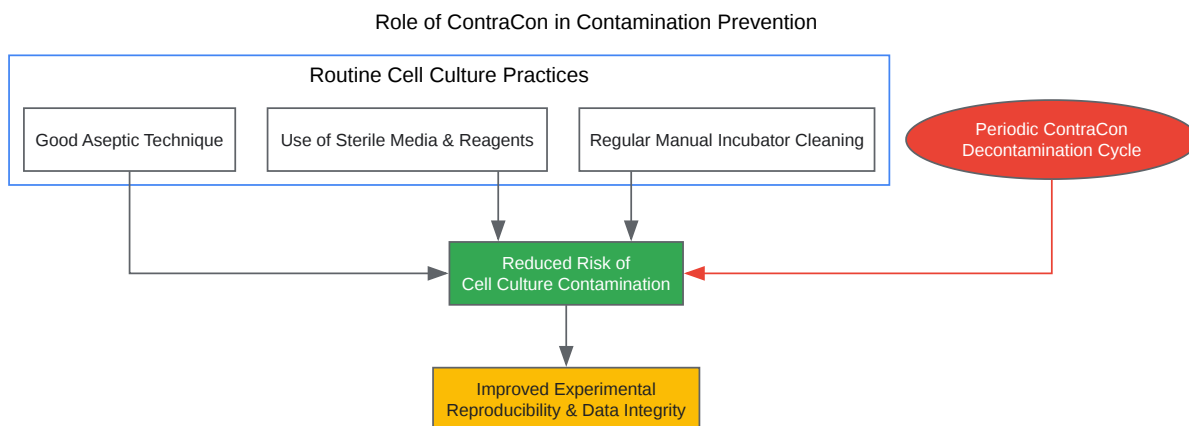 Role of ContraCon in Contamination Prevention
Routine Cell Culture Practices
Good Aseptic Technique
Use of Sterile Media & Reagents
Regular Manual Incubator Cleaning
Periodic ContraCon
Decontamination Cycle
Reduced Risk of
Cell Culture Contamination
Improved Experimental
Reproducibility & Data Integrity